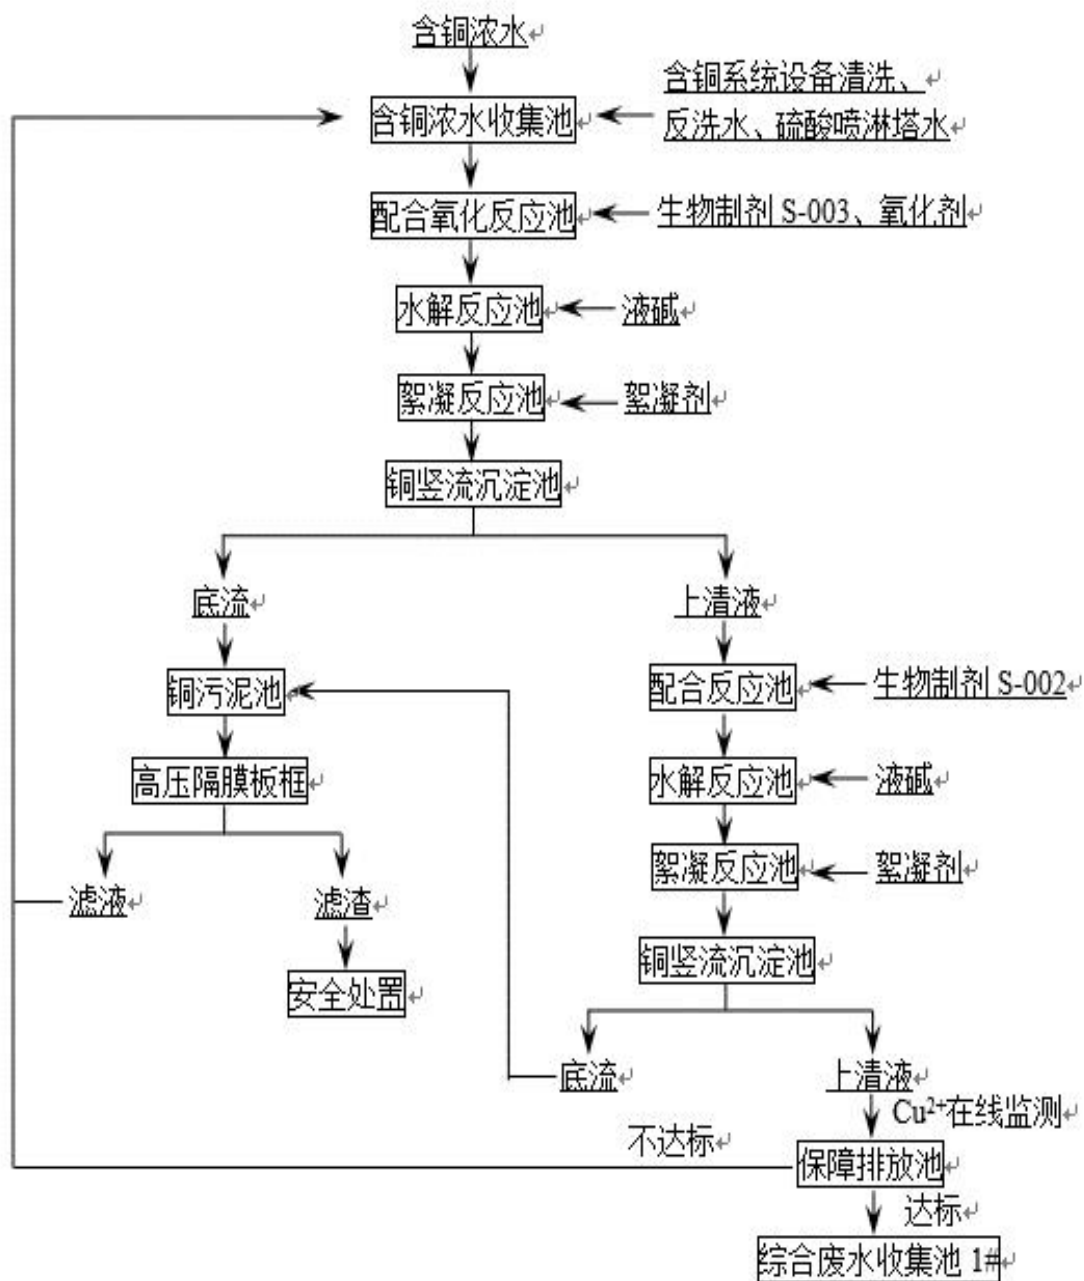 含铜浓水
含铜系统设备清洗、
含铜浓水收集池
反洗水、硫酸喷淋塔水
配合氧化反应池
生物制剂 S-003、氧化剂
水解反应池
液碱
絮凝反应池
絮凝剂
铜竖流沉淀池
底流
上清液
铜污泥池
配合反应池
生物制剂 S-002
高压隔膜板框
水解反应池
液碱
絮凝反应池
絮凝剂
滤液
滤渣
铜竖流沉淀池
安全处置
底流
上清液
Cu²⁺在线监测
不达标
保障排放池
达标
综合废水收集池 1#